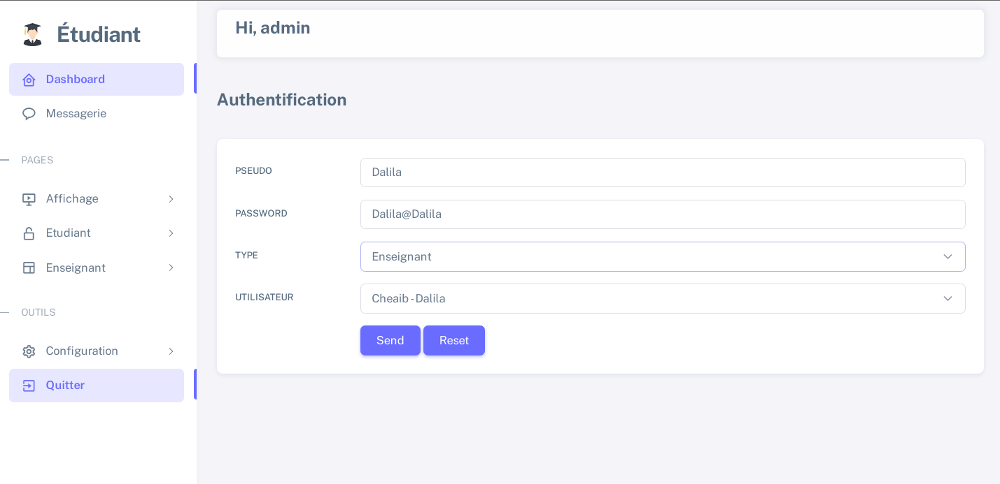 Étudiant
Dashboard
Messagerie
PAGES
Affichage
Etudiant
Enseignant
OUTILS
Configuration
Quitter
Hi, admin
Authentification
PSEUDO Dalila
PASSWORD Dalila@Dalila
TYPE Enseignant
UTILISATEUR Cheaib - Dalila
Send Reset